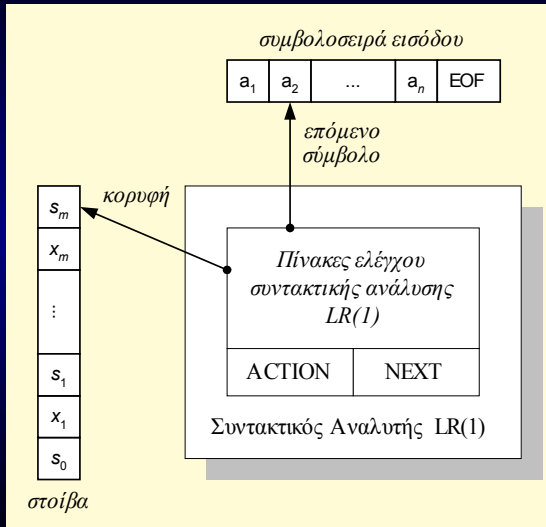 συμβολοσειρά εισόδου
a1 a2 ... an EOF
επόμενο
σύμβολο
κορυφή
sm
xm
...
s1
x1
s0
στοίβα
Πίνακες ελέγχου
συντακτικής ανάλυσης
LR(1)
ACTION NEXT
Συντακτικός Αναλυτής LR(1)